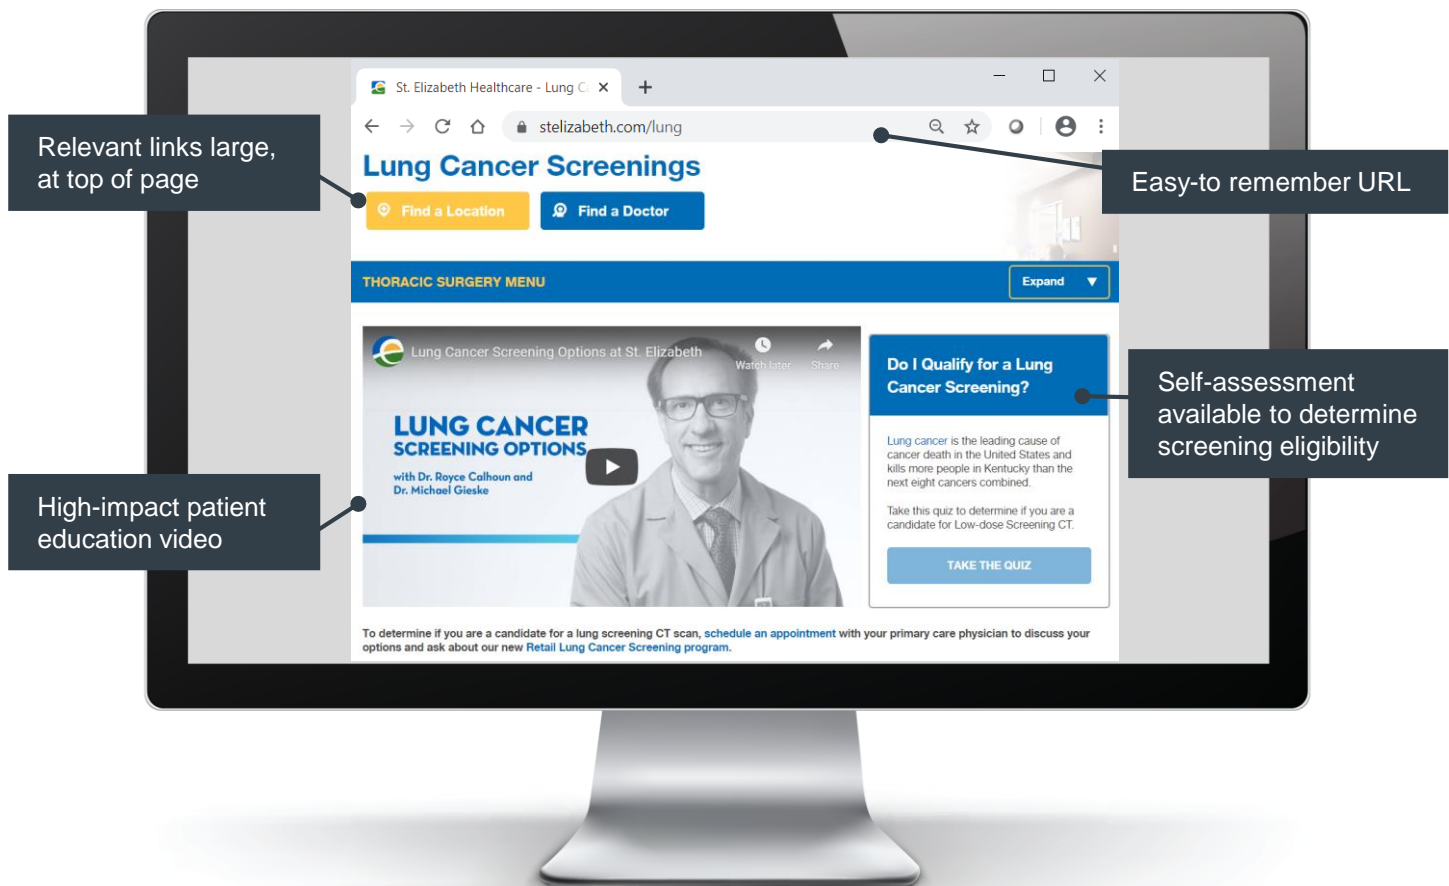 St. Elizabeth Healthcare - Lung C
stelizabeth.com/lung
Relevant links large,
at top of page
Easy-to remember URL
Lung Cancer Screenings
Find a Location
Find a Doctor
THORACIC SURGERY MENU
Expand
Lung Cancer Screening Options at St. Elizabeth
Watch later
Share
LUNG CANCER
SCREENING OPTIONS
with Dr. Royce Calhoun and
Dr. Michael Gieske
Do I Qualify for a Lung
Cancer Screening?
Lung cancer is the leading cause of
cancer death in the United States and
kills more people in Kentucky than the
next eight cancers combined.
Take this quiz to determine if you are a
candidate for Low-dose Screening CT.
TAKE THE QUIZ
Self-assessment
available to determine
screening eligibility
High-impact patient
education video
To determine if you are a candidate for a lung screening CT scan, schedule an appointment with your primary care physician to discuss your
options and ask about our new Retail Lung Cancer Screening program.